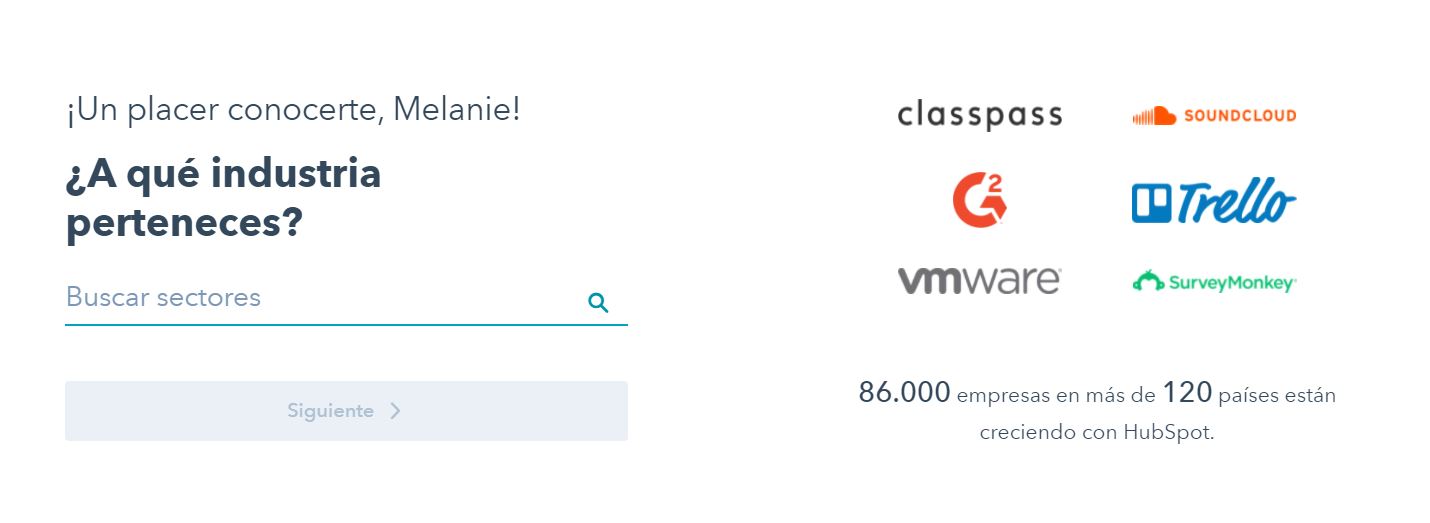 ¡Un placer conocerte, Melanie!
¿A qué industria
perteneces?
Buscar sectores
Siguiente
classpass
SOUNDCLOUD
G2
Trello
vmware
SurveyMonkey
86.000 empresas en más de 120 países están
creciendo con HubSpot.